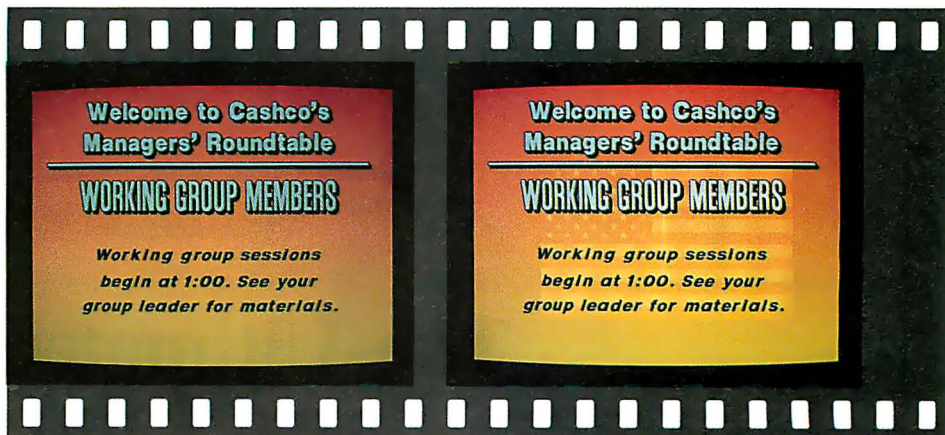 Welcome to Cashco's
Managers' Roundtable
WORKING GROUP MEMBERS
Working group sessions
begin at 1:00. See your
group leader for materials.
Welcome to Cashco's
Managers' Roundtable
WORKING GROUP MEMBERS
Working group sessions
begin at 1:00. See your
group leader for materials.